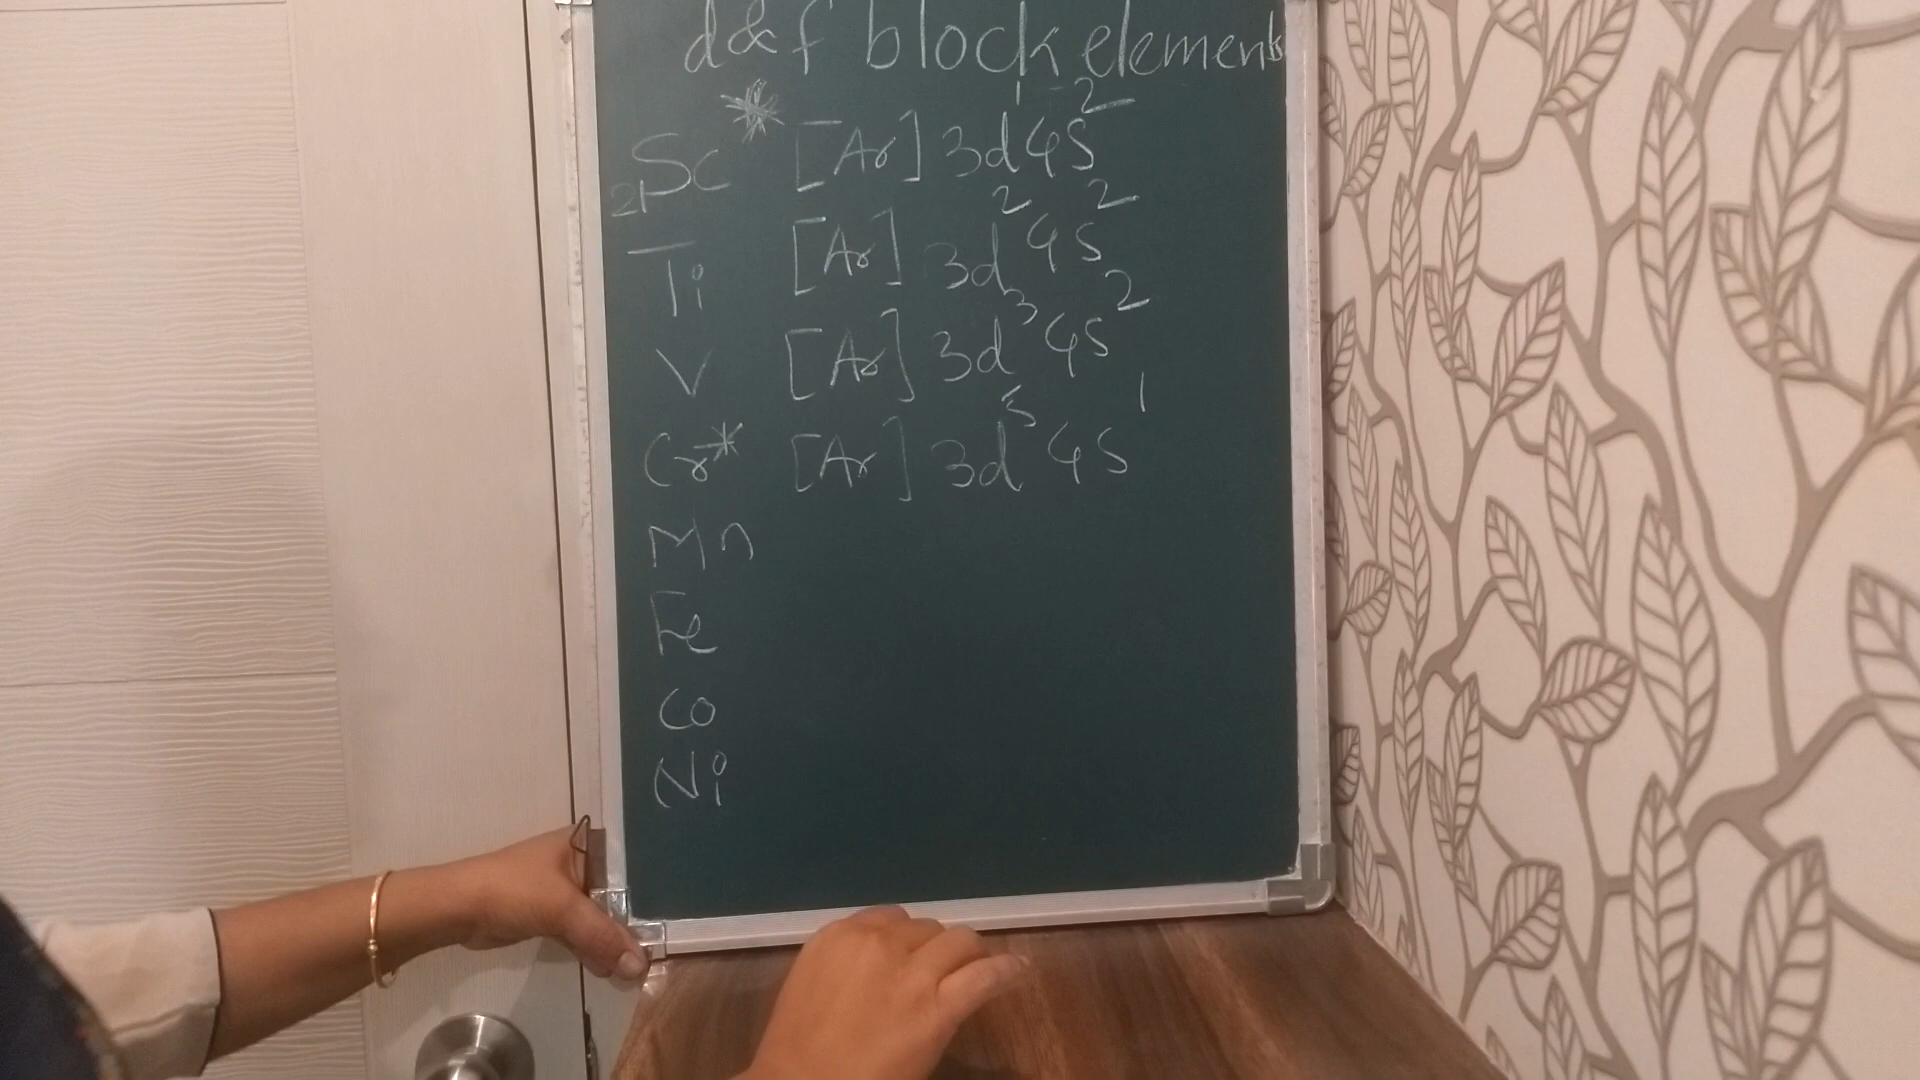 d & f block elements
21Sc* [Ar] 3d¹ 4s²
Ti [Ar] 3d² 4s²
V [Ar] 3d³ 4s²
Cr* [Ar] 3d⁵ 4s¹
Mn
Fe
Co
Ni